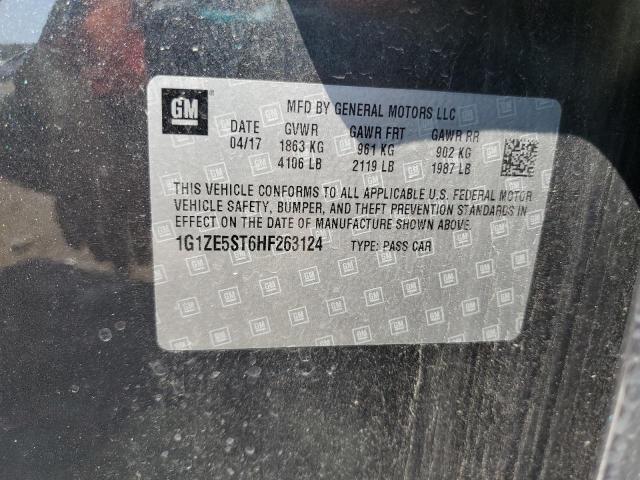 GM
MFD BY GENERAL MOTORS LLC
DATE GVWR GAWR FRT GAWR RR
04/17 1863 KG 961 KG 902 KG
4106 LB 2119 LB 1987 LB
THIS VEHICLE CONFORMS TO ALL APPLICABLE U.S. FEDERAL MOTOR
VEHICLE SAFETY, BUMPER, AND THEFT PREVENTION STANDARDS IN
EFFECT ON THE DATE OF MANUFACTURE SHOWN ABOVE.
1G1ZE5ST6HF263124 TYPE: PASS CAR